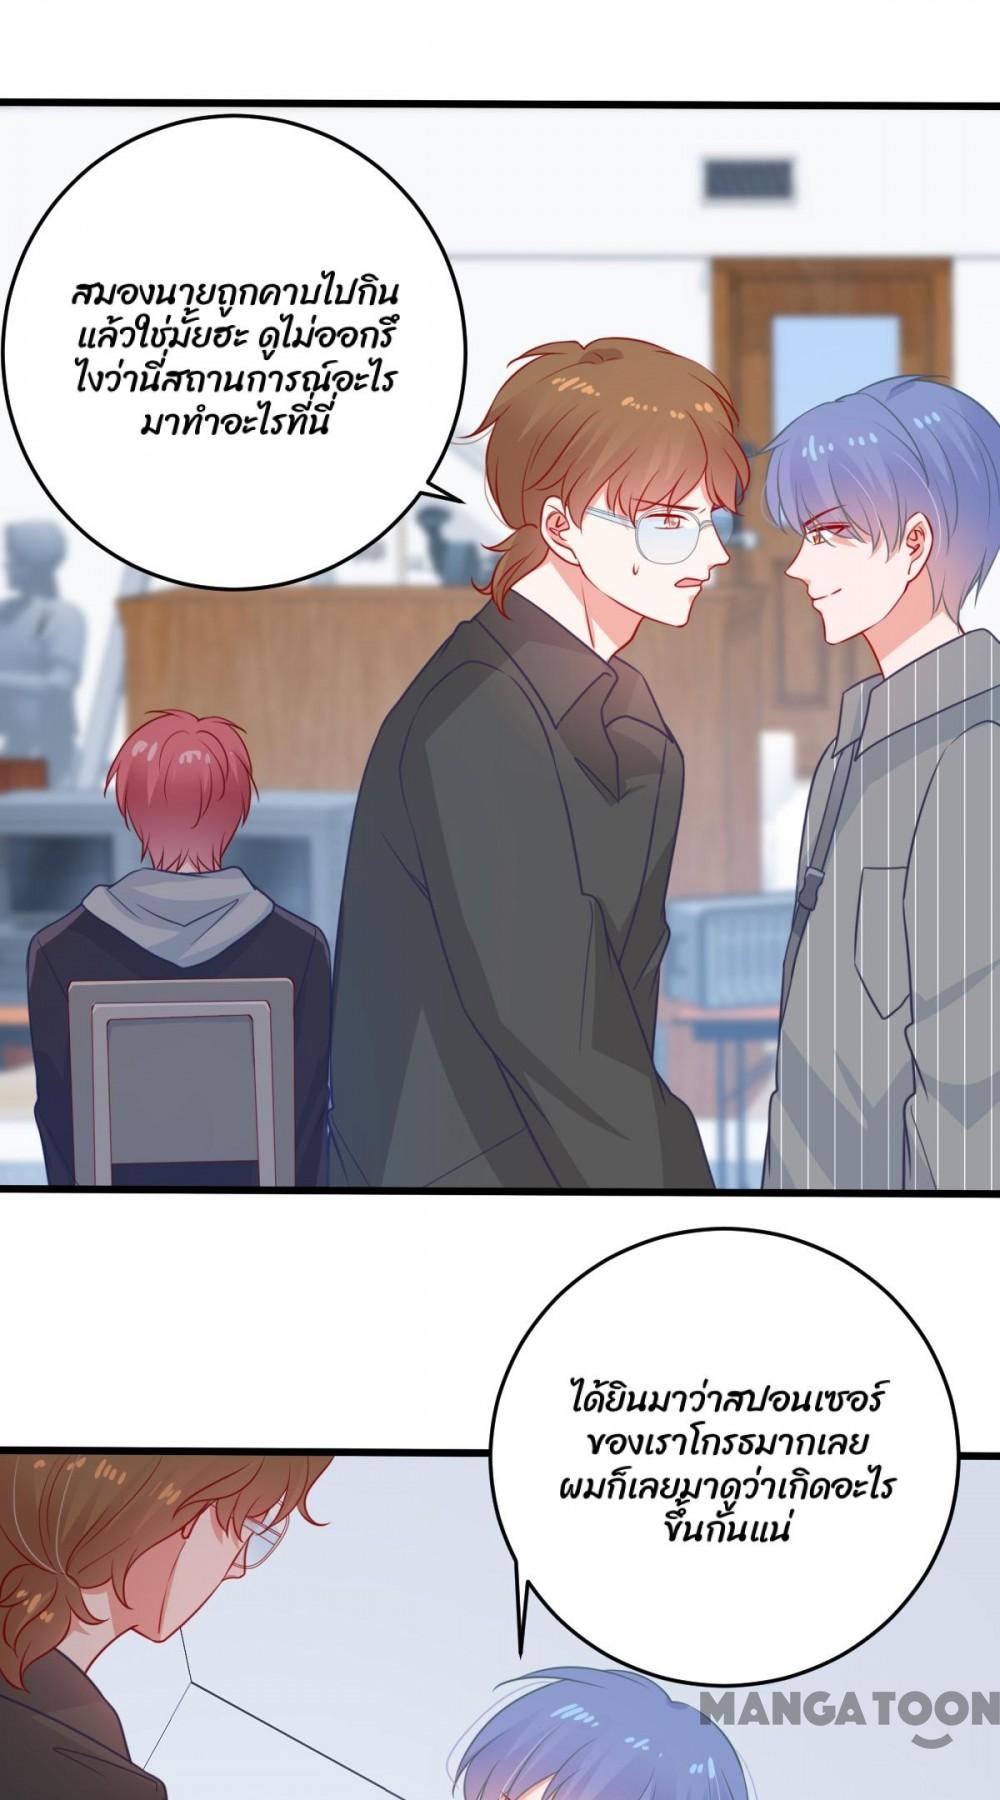 สมองนายถูกคาบไปกิน
แล้วใช่มั้ยฮะ ดูไม่ออกรึ
ไงว่านี่สถานการณ์อะไร
มาทำอะไรที่นี่
ได้ยินมาว่าสปอนเซอร์
ของเราโกรธมากเลย
ผมก็เลยมาดูว่าเกิดอะไร
ขึ้นกันแน่
MANGATOON